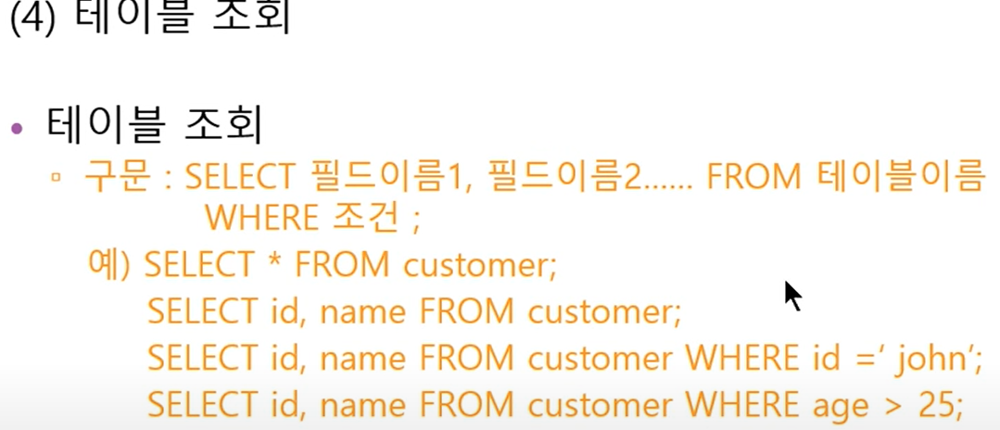 (4) 테이블 조회
• 테이블 조회
▫ 구문 : SELECT 필드이름1, 필드이름2...... FROM 테이블이름
WHERE 조건 ;
예) SELECT * FROM customer;
SELECT id, name FROM customer;
SELECT id, name FROM customer WHERE id =’ john’;
SELECT id, name FROM customer WHERE age > 25;